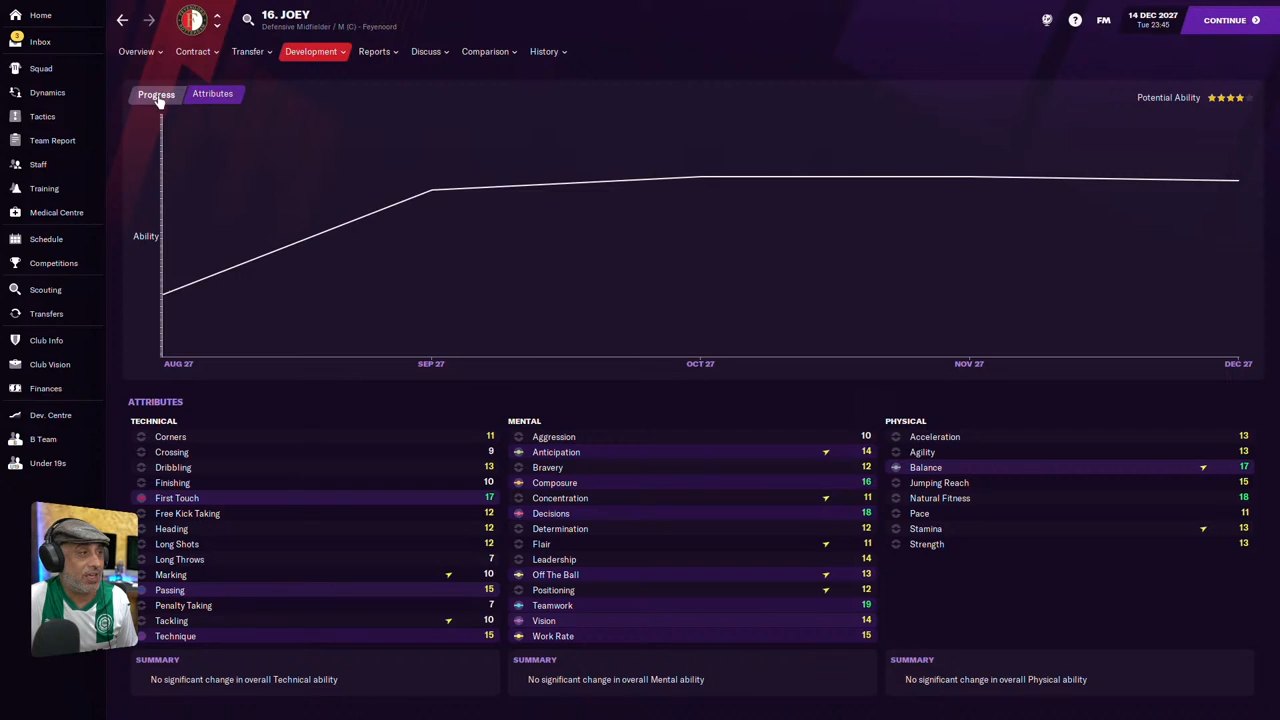 Home
3
Inbox
Squad
Dynamics
Tactics
Team Report
Staff
Training
Medical Centre
Schedule
Competitions
Scouting
Transfers
Club Info
Club Vision
Finances
Dev. Centre
B Team
Under 19s
16. JOEY
Defensive Midfielder / M (C) - Feyenoord
FM
14 DEC 2027
Tue 23:45
CONTINUE
Overview
Contract
Transfer
Development
Reports
Discuss
Comparison
History
Progress
Attributes
Potential Ability
Ability
AUG 27
SEP 27
OCT 27
NOV 27
DEC 27
ATTRIBUTES
TECHNICAL
Corners 11
Crossing 9
Dribbling 13
Finishing 10
First Touch 17
Free Kick Taking 12
Heading 12
Long Shots 12
Long Throws 7
Marking 10
Passing 15
Penalty Taking 7
Tackling 10
Technique 15
SUMMARY
No significant change in overall Technical ability
MENTAL
Aggression 10
Anticipation 14
Bravery 12
Composure 16
Concentration 11
Decisions 18
Determination 12
Flair 11
Leadership 14
Off The Ball 13
Positioning 12
Teamwork 19
Vision 14
Work Rate 15
SUMMARY
No significant change in overall Mental ability
PHYSICAL
Acceleration 13
Agility 13
Balance 17
Jumping Reach 15
Natural Fitness 18
Pace 11
Stamina 13
Strength 13
SUMMARY
No significant change in overall Physical ability